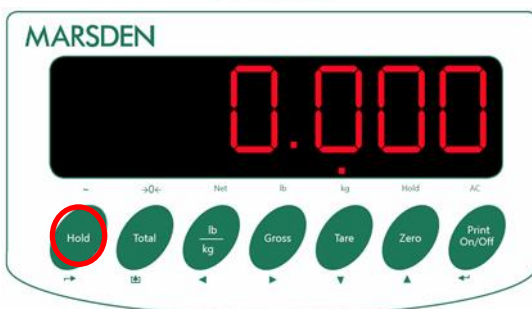 MARSDEN
0.000
~ →0← Net lb kg Hold AC
Hold Total lb/kg Gross Tare Zero Print On/Off